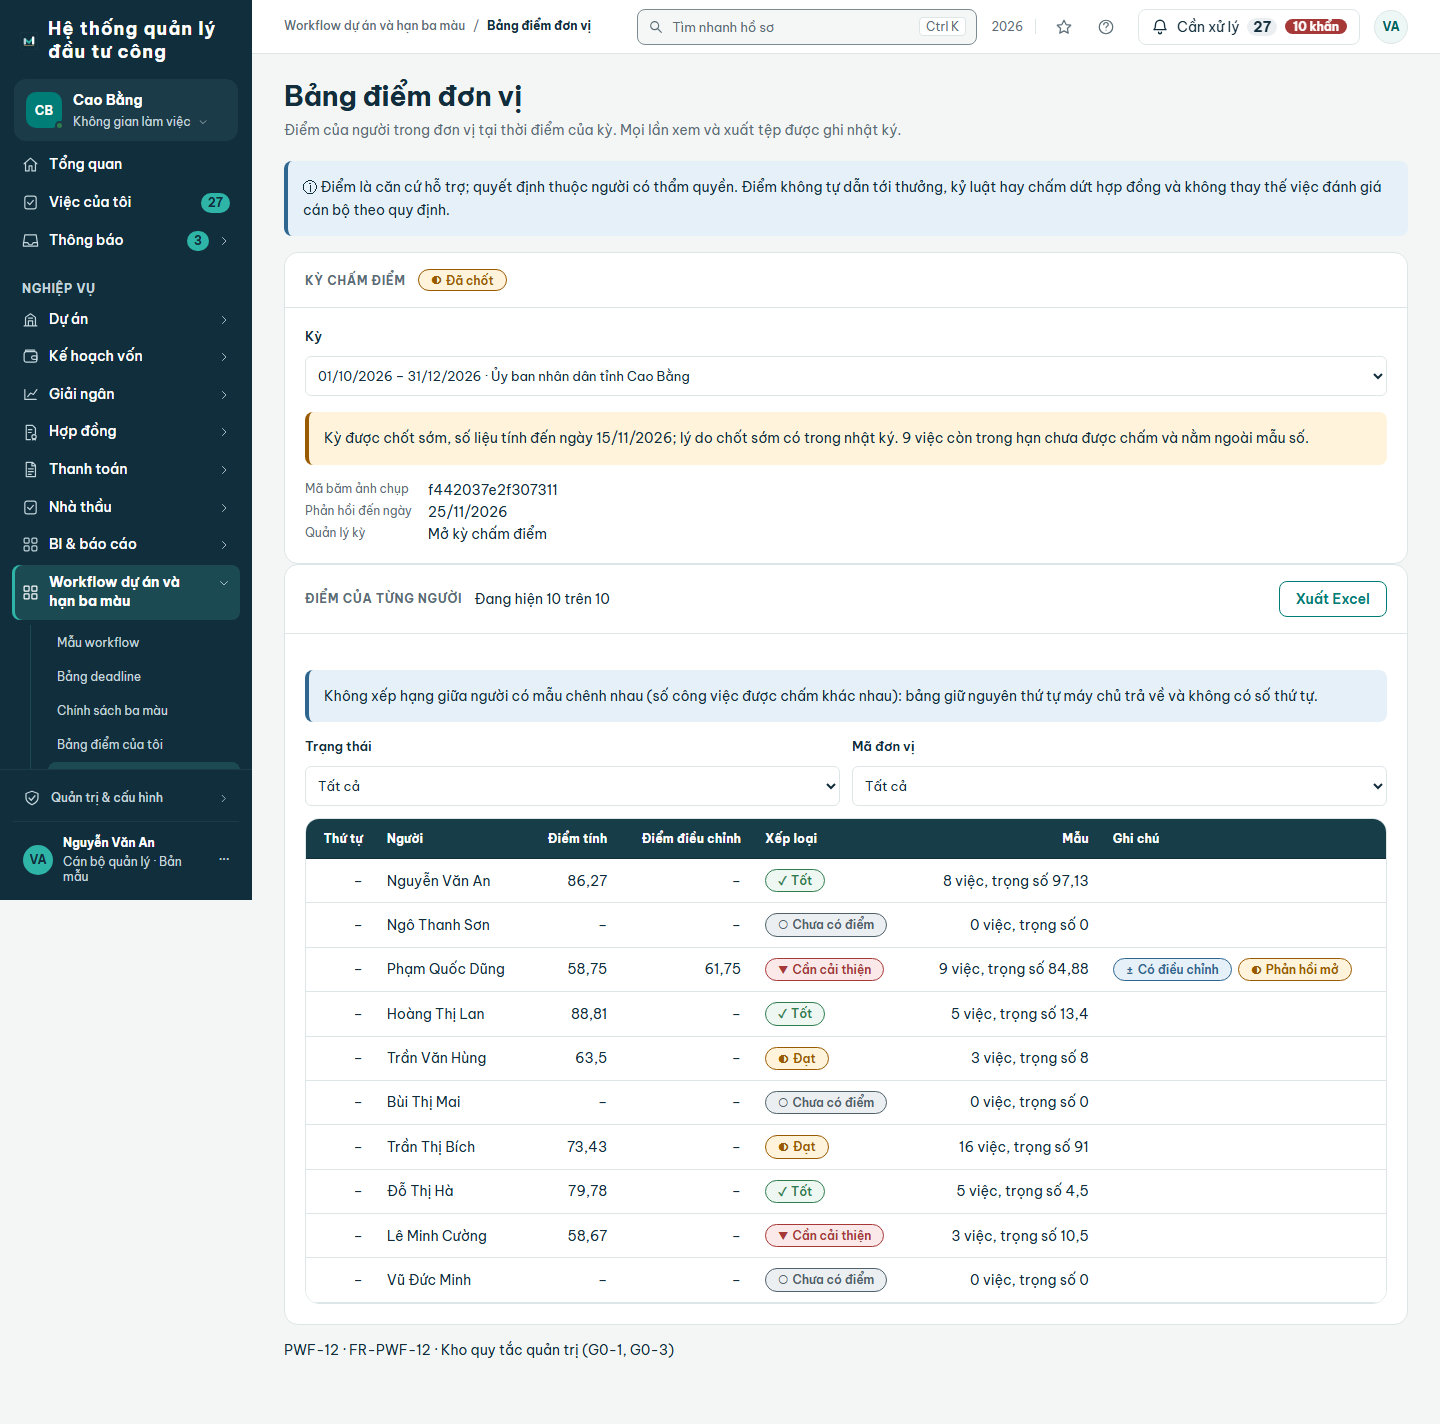 Hệ thống quản lý
đầu tư công
CB
Cao Bằng
Không gian làm việc
Tổng quan
Việc của tôi 27
Thông báo 3
NGHIỆP VỤ
Dự án
Kế hoạch vốn
Giải ngân
Hợp đồng
Thanh toán
Nhà thầu
BI & báo cáo
Workflow dự án và
hạn ba màu
Mẫu workflow
Bảng deadline
Chính sách ba màu
Bảng điểm của tôi
Quản trị & cấu hình
VA
Nguyễn Văn An
Cán bộ quản lý · Bản
mẫu
Workflow dự án và hạn ba màu / Bảng điểm đơn vị
Tìm nhanh hồ sơ Ctrl K
2026
Cần xử lý 27 10 khẩn
VA
Bảng điểm đơn vị
Điểm của người trong đơn vị tại thời điểm của kỳ. Mọi lần xem và xuất tệp được ghi nhật ký.
Điểm là căn cứ hỗ trợ; quyết định thuộc người có thẩm quyền. Điểm không tự dẫn tới thưởng, kỷ luật hay chấm dứt hợp đồng và không thay thế việc đánh giá
cán bộ theo quy định.
KỲ CHẤM ĐIỂM Đã chốt
Kỳ
01/10/2026 – 31/12/2026 · Ủy ban nhân dân tỉnh Cao Bằng
Kỳ được chốt sớm, số liệu tính đến ngày 15/11/2026; lý do chốt sớm có trong nhật ký. 9 việc còn trong hạn chưa được chấm và nằm ngoài mẫu số.
Mã băm ảnh chụp f442037e2f307311
Phản hồi đến ngày 25/11/2026
Quản lý kỳ Mở kỳ chấm điểm
ĐIỂM CỦA TỪNG NGƯỜI Đang hiện 10 trên 10 Xuất Excel
Không xếp hạng giữa người có mẫu chênh nhau (số công việc được chấm khác nhau): bảng giữ nguyên thứ tự máy chủ trả về và không có số thứ tự.
Trạng thái Mã đơn vị
Tất cả Tất cả
Thứ tự Người Điểm tính Điểm điều chỉnh Xếp loại Mẫu Ghi chú
– Nguyễn Văn An 86,27 – ✓ Tốt 8 việc, trọng số 97,13
– Ngô Thanh Sơn – – ○ Chưa có điểm 0 việc, trọng số 0
– Phạm Quốc Dũng 58,75 61,75 ▼ Cần cải thiện 9 việc, trọng số 84,88 ± Có điều chỉnh ◐ Phản hồi mở
– Hoàng Thị Lan 88,81 – ✓ Tốt 5 việc, trọng số 13,4
– Trần Văn Hùng 63,5 – ◐ Đạt 3 việc, trọng số 8
– Bùi Thị Mai – – ○ Chưa có điểm 0 việc, trọng số 0
– Trần Thị Bích 73,43 – ◐ Đạt 16 việc, trọng số 91
– Đỗ Thị Hà 79,78 – ✓ Tốt 5 việc, trọng số 4,5
– Lê Minh Cường 58,67 – ▼ Cần cải thiện 3 việc, trọng số 10,5
– Vũ Đức Minh – – ○ Chưa có điểm 0 việc, trọng số 0
PWF-12 · FR-PWF-12 · Kho quy tắc quản trị (G0-1, G0-3)